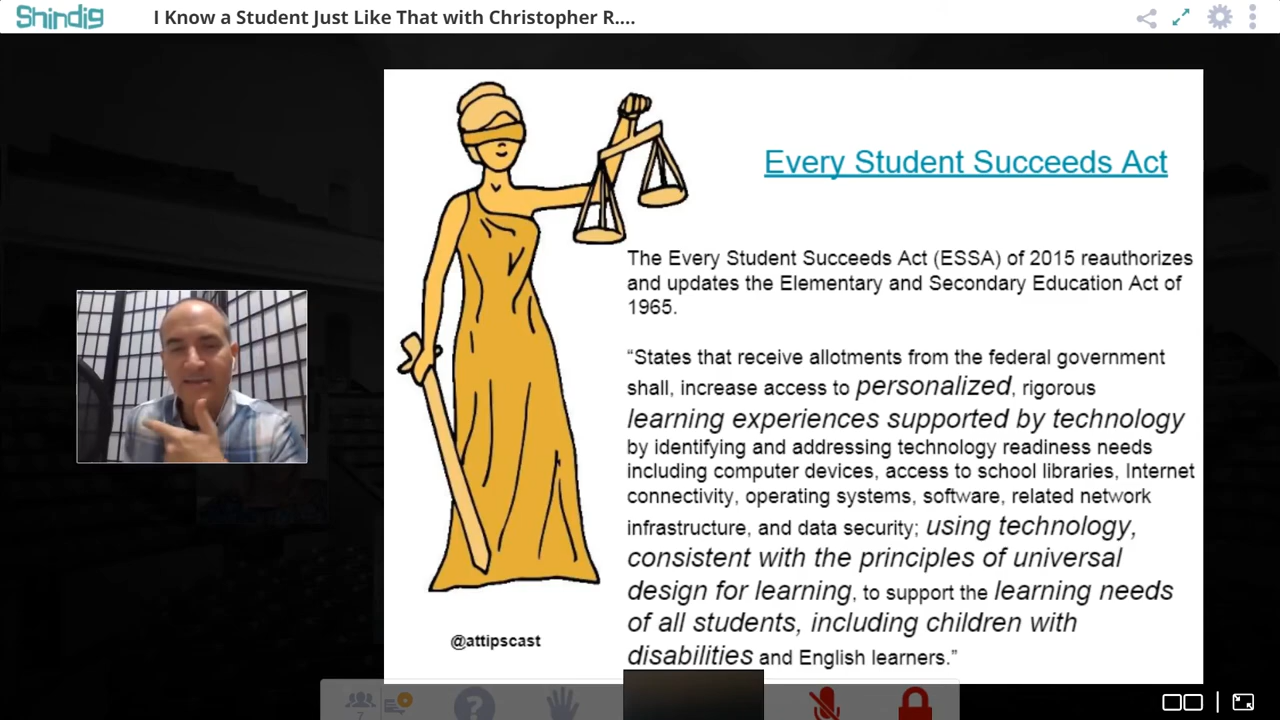 Shindig
I Know a Student Just Like That with Christopher R....
Every Student Succeeds Act
The Every Student Succeeds Act (ESSA) of 2015 reauthorizes
and updates the Elementary and Secondary Education Act of
1965.
“States that receive allotments from the federal government
shall, increase access to personalized, rigorous
learning experiences supported by technology
by identifying and addressing technology readiness needs
including computer devices, access to school libraries, Internet
connectivity, operating systems, software, related network
infrastructure, and data security; using technology,
consistent with the principles of universal
design for learning, to support the learning needs
of all students, including children with
disabilities and English learners.”
@attipscast
7
?